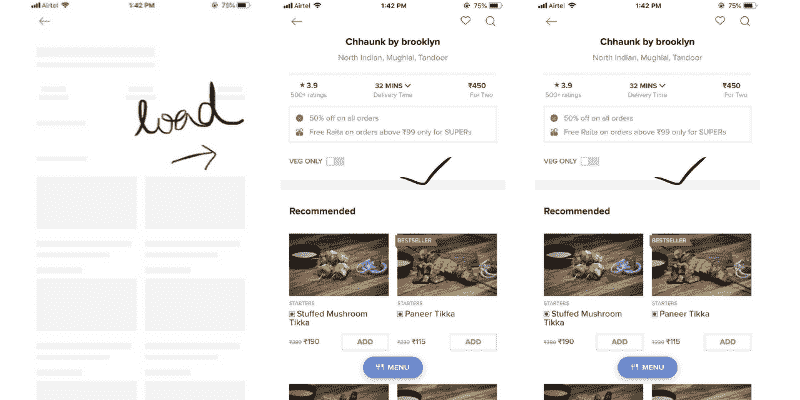 Airtel 1:42 PM 75%
load
Airtel 1:42 PM 75%
Chhaunk by brooklyn
North Indian, Mughlai, Tandoor
★ 3.9 32 MINS ₹450
500+ ratings Delivery Time For Two
50% off on all orders
Free Raita on orders above ₹99 only for SUPERs
VEG ONLY
Recommended
BESTSELLER
STARTERS STARTERS
Stuffed Mushroom Tikka
Paneer Tikka
₹190 ADD ₹115 ADD
MENU
Airtel 1:42 PM 75%
Chhaunk by brooklyn
North Indian, Mughlai, Tandoor
★ 3.9 32 MINS ₹450
500+ ratings Delivery Time For Two
50% off on all orders
Free Raita on orders above ₹99 only for SUPERs
VEG ONLY
Recommended
BESTSELLER
STARTERS STARTERS
Stuffed Mushroom Tikka
Paneer Tikka
₹190 ADD ₹115 ADD
MENU